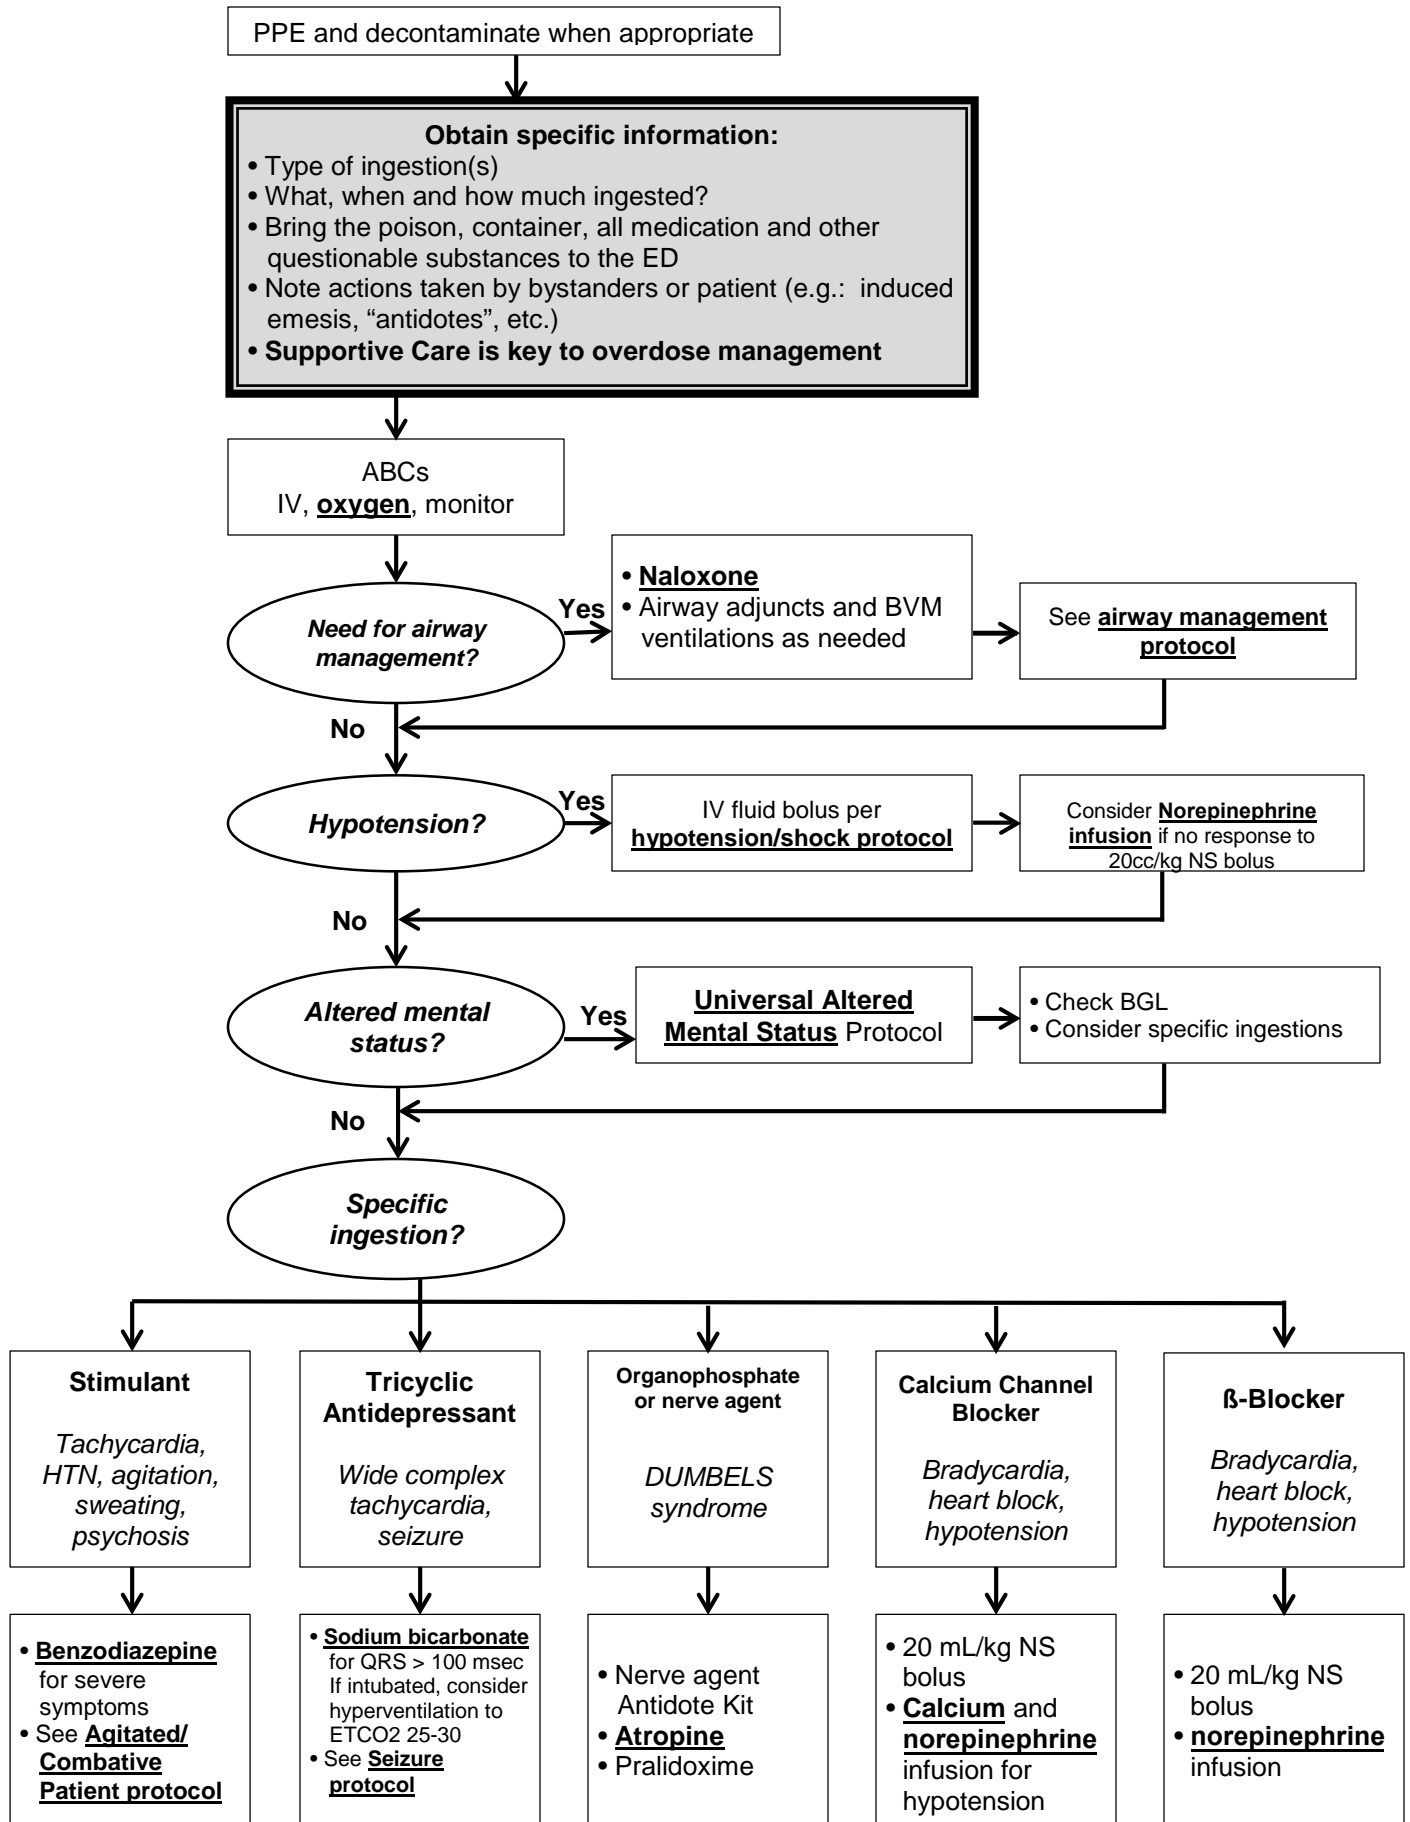 PPE and decontaminate when appropriate
Obtain specific information:
• Type of ingestion(s)
• What, when and how much ingested?
• Bring the poison, container, all medication and other
questionable substances to the ED
• Note actions taken by bystanders or patient (e.g.: induced
emesis, “antidotes”, etc.)
• Supportive Care is key to overdose management
ABCs
IV, oxygen, monitor
Need for airway
management?
Yes
• Naloxone
• Airway adjuncts and BVM
ventilations as needed
See airway management
protocol
No
Hypotension?
Yes
IV fluid bolus per
hypotension/shock protocol
Consider Norepinephrine
infusion if no response to
20cc/kg NS bolus
No
Altered mental
status?
Yes
Universal Altered
Mental Status Protocol
• Check BGL
• Consider specific ingestions
No
Specific
ingestion?
Stimulant
Tachycardia,
HTN, agitation,
sweating,
psychosis
Tricyclic
Antidepressant
Wide complex
tachycardia,
seizure
Organophosphate
or nerve agent
DUMBELS
syndrome
Calcium Channel
Blocker
Bradycardia,
heart block,
hypotension
ß-Blocker
Bradycardia,
heart block,
hypotension
• Benzodiazepine
for severe
symptoms
• See Agitated/
Combative
Patient protocol
• Sodium bicarbonate
for QRS > 100 msec
If intubated, consider
hyperventilation to
ETCO2 25-30
• See Seizure
protocol
• Nerve agent
Antidote Kit
• Atropine
• Pralidoxime
• 20 mL/kg NS
bolus
• Calcium and
norepinephrine
infusion for
hypotension
• 20 mL/kg NS
bolus
• norepinephrine
infusion